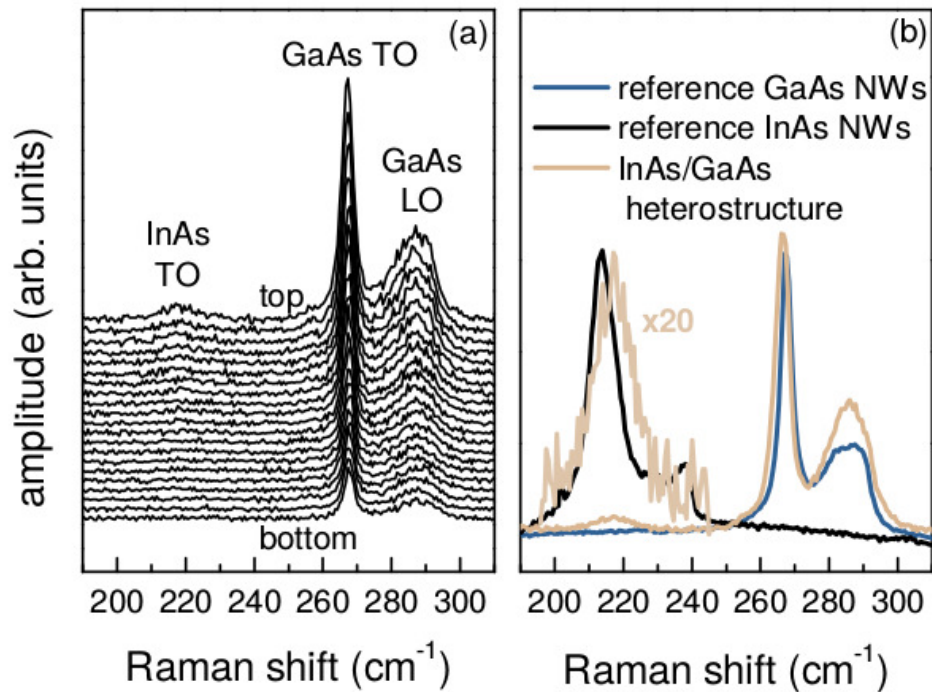 (a)
GaAs TO
GaAs
LO
InAs
TO
top
bottom
amplitude (arb. units)
200 220 240 260 280 300
Raman shift (cm⁻¹)
(b)
reference GaAs NWs
reference InAs NWs
InAs/GaAs
heterostructure
x20
200 220 240 260 280 300
Raman shift (cm⁻¹)